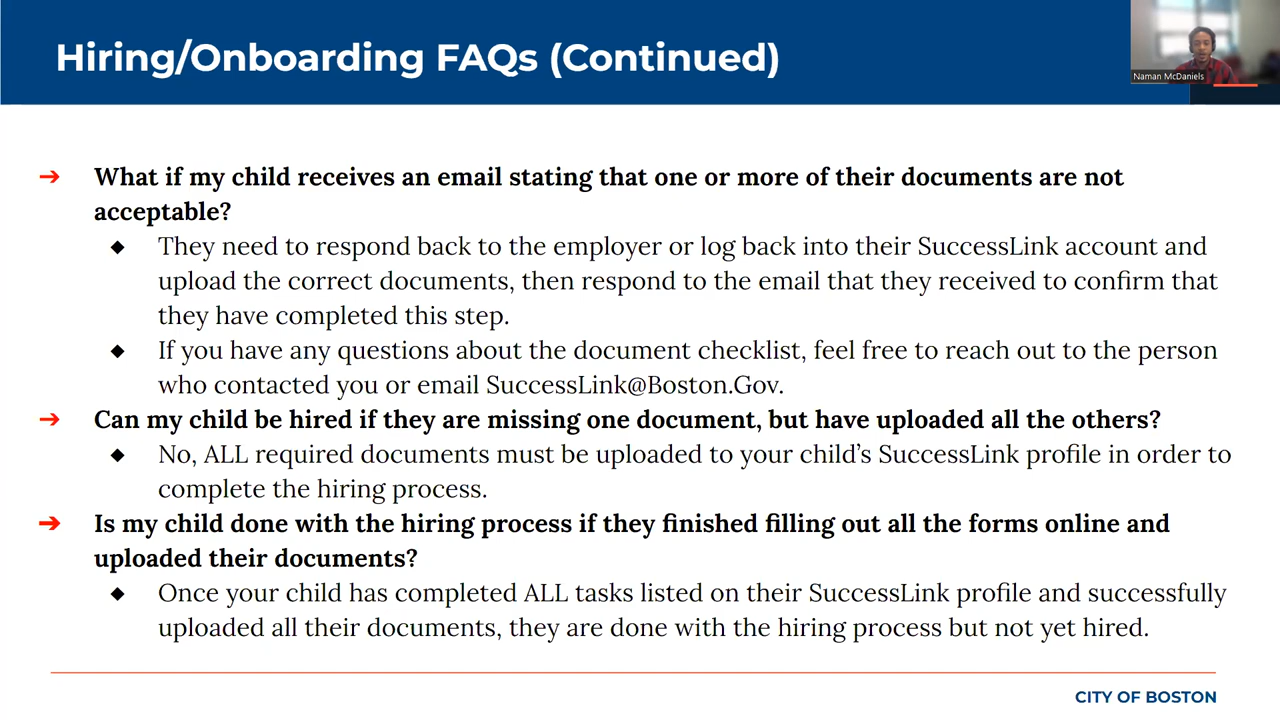 Hiring/Onboarding FAQs (Continued)
Naman McDaniels
What if my child receives an email stating that one or more of their documents are not
acceptable?
They need to respond back to the employer or log back into their SuccessLink account and
upload the correct documents, then respond to the email that they received to confirm that
they have completed this step.
If you have any questions about the document checklist, feel free to reach out to the person
who contacted you or email SuccessLink@Boston.Gov.
Can my child be hired if they are missing one document, but have uploaded all the others?
No, ALL required documents must be uploaded to your child’s SuccessLink profile in order to
complete the hiring process.
Is my child done with the hiring process if they finished filling out all the forms online and
uploaded their documents?
Once your child has completed ALL tasks listed on their SuccessLink profile and successfully
uploaded all their documents, they are done with the hiring process but not yet hired.
CITY OF BOSTON